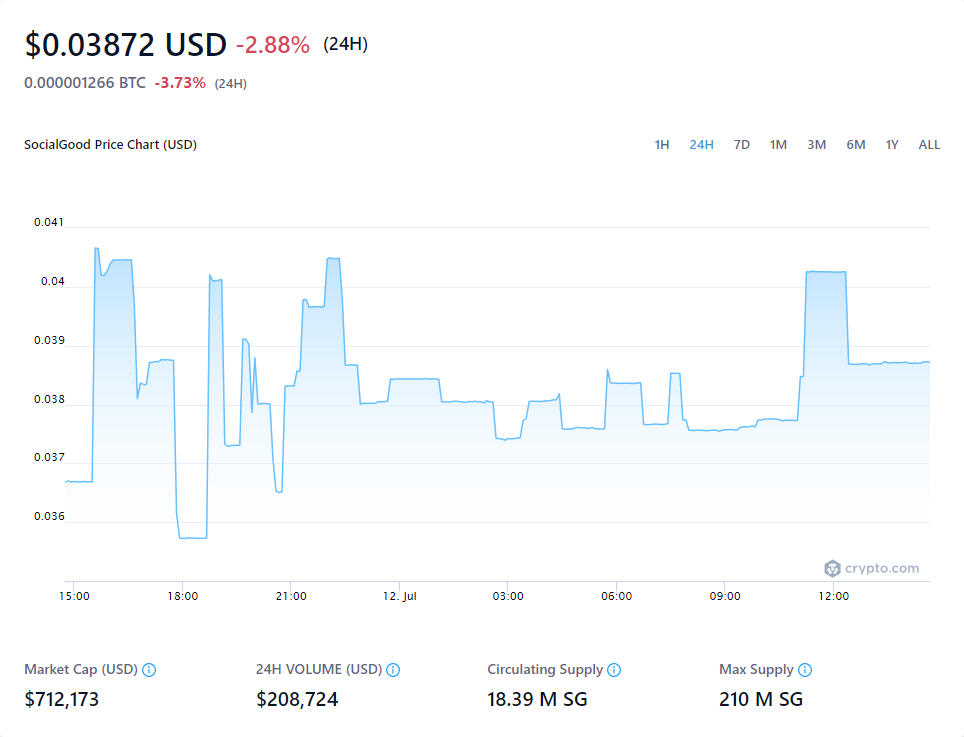 $0.03872 USD -2.88% (24H)
0.000001266 BTC -3.73% (24H)
SocialGood Price Chart (USD) 1H 24H 7D 1M 3M 6M 1Y ALL
0.041
0.04
0.039
0.038
0.037
0.036
crypto.com
15:00 18:00 21:00 12. Jul 03:00 06:00 09:00 12:00
Market Cap (USD) 24H VOLUME (USD) Circulating Supply Max Supply
$712,173 $208,724 18.39 M SG 210 M SG